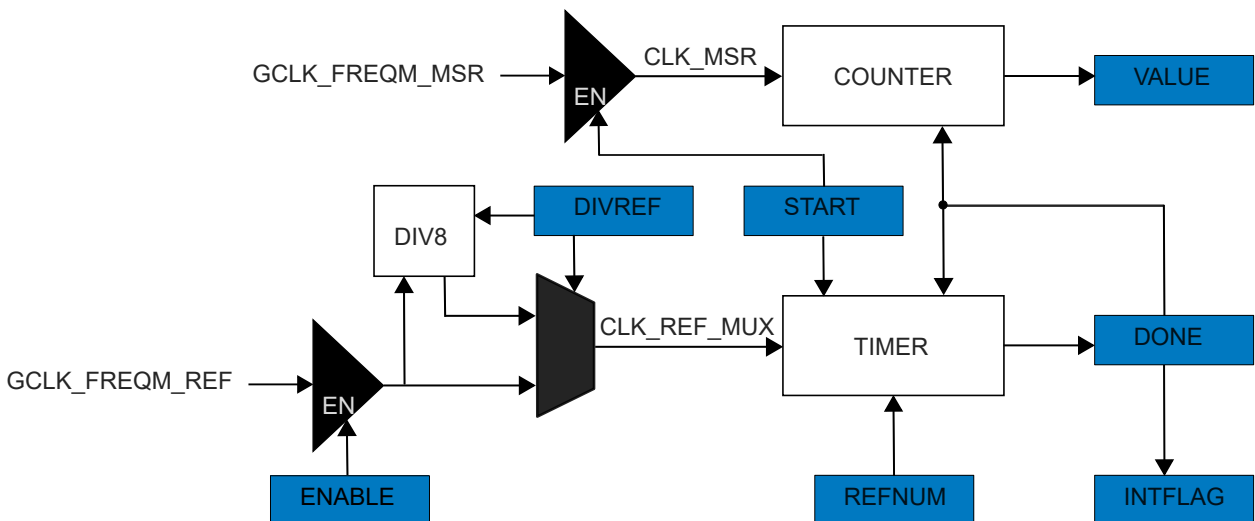 CLK_MSR
GCLK_FREQM_MSR
COUNTER
VALUE
EN
DIVREF
START
DIV8
CLK_REF_MUX
TIMER
DONE
GCLK_FREQM_REF
EN
ENABLE
REFNUM
INTFLAG